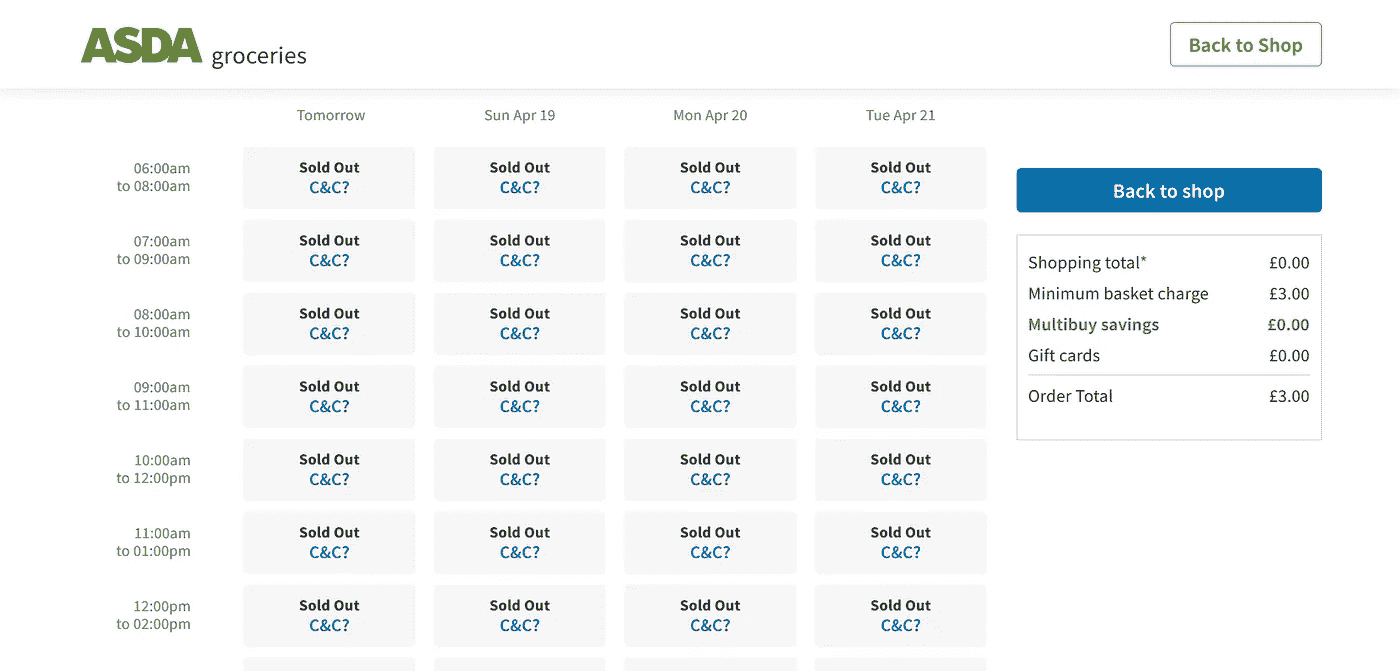 ASDA groceries
Back to Shop
Tomorrow Sun Apr 19 Mon Apr 20 Tue Apr 21
06:00am
to 08:00am
Sold Out Sold Out Sold Out Sold Out
C&C? C&C? C&C? C&C?
07:00am
to 09:00am
Sold Out Sold Out Sold Out Sold Out
C&C? C&C? C&C? C&C?
08:00am
to 10:00am
Sold Out Sold Out Sold Out Sold Out
C&C? C&C? C&C? C&C?
09:00am
to 11:00am
Sold Out Sold Out Sold Out Sold Out
C&C? C&C? C&C? C&C?
10:00am
to 12:00pm
Sold Out Sold Out Sold Out Sold Out
C&C? C&C? C&C? C&C?
11:00am
to 01:00pm
Sold Out Sold Out Sold Out Sold Out
C&C? C&C? C&C? C&C?
12:00pm
to 02:00pm
Sold Out Sold Out Sold Out Sold Out
C&C? C&C? C&C? C&C?
Back to shop
Shopping total* £0.00
Minimum basket charge £3.00
Multibuy savings £0.00
Gift cards £0.00
Order Total £3.00